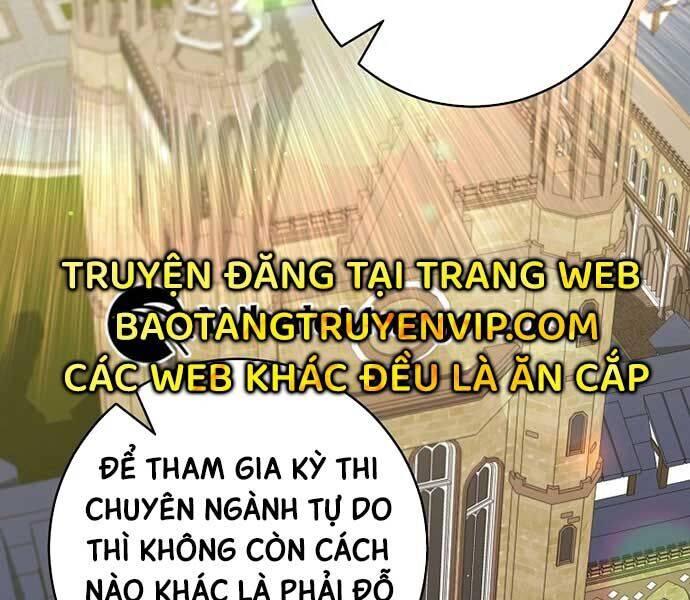 TRUYỆN ĐĂNG TẠI TRANG WEB
BAOTANGTRUYENVIP.COM
CÁC WEB KHÁC ĐỀU LÀ ĂN CẮP
ĐỂ THAM GIA KỲ THI
CHUYÊN NGÀNH TỰ DO
THÌ KHÔNG CÒN CÁCH
NÀO KHÁC LÀ PHẢI ĐỖ